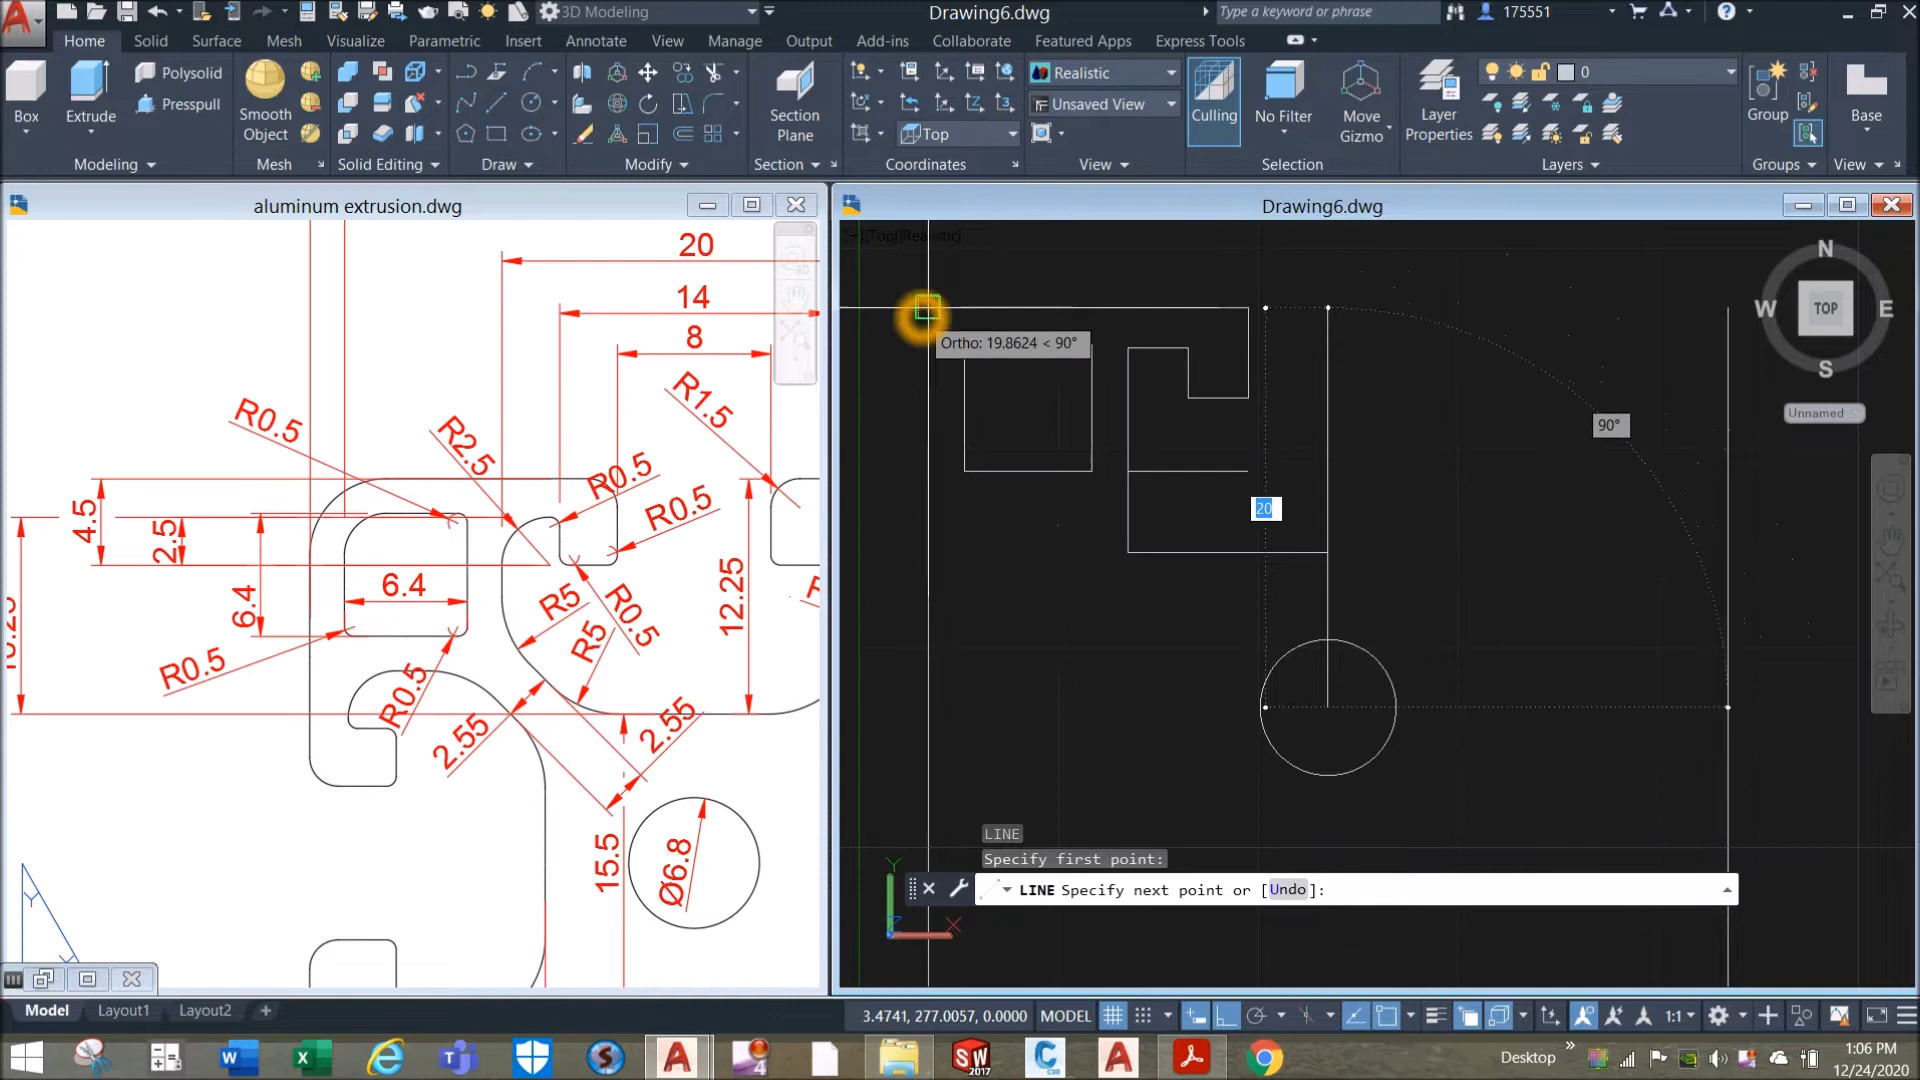 3D Modeling
Drawing6.dwg
Type a keyword or phrase
175551
Home
Solid
Surface
Mesh
Visualize
Parametric
Insert
Annotate
View
Manage
Output
Add-ins
Collaborate
Featured Apps
Express Tools
Box
Extrude
Polysolid
Presspull
Smooth
Object
Section
Plane
Top
Realistic
Unsaved View
Culling
No Filter
Move
Gizmo
Layer
Properties
0
Group
Base
Modeling
Mesh
Solid Editing
Draw
Modify
Section
Coordinates
View
Selection
Layers
Groups
View
aluminum extrusion.dwg
20
14
8
R1.5
R0.5
R2.5
R0.5
R0.5
4.5
2.5
6.4
6.4
R5
R5
R0.5
12.25
R0.5
R0.5
2.55
2.55
15.5
Ø6.8
Y
Drawing6.dwg
[−][Top][Realistic]
Ortho: 19.8624 < 90°
90°
20
N
W
TOP
E
S
Unnamed
LINE
Specify first point:
LINE Specify next point or [Undo]:
Y
Z
X
Model
Layout1
Layout2
+
3.4741, 277.0057, 0.0000
MODEL
1:1
SW
2017
Desktop
1:06 PM
12/24/2020